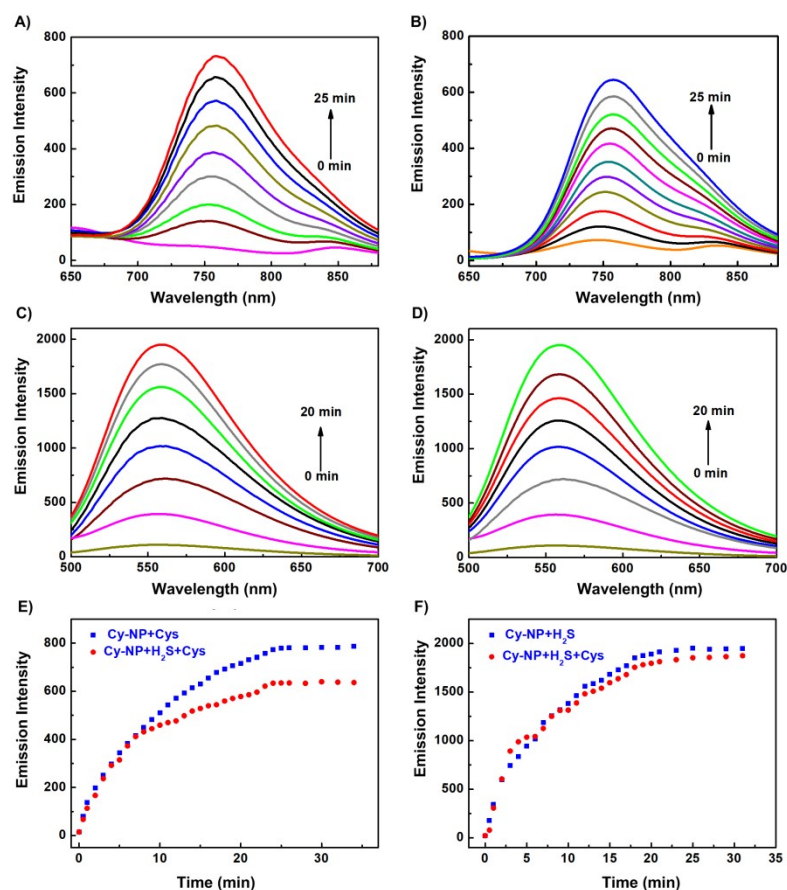 A)
800
600
400
200
0
650 700 750 800 850
Emission Intensity
Wavelength (nm)
25 min
0 min
B)
800
600
400
200
0
650 700 750 800 850
Emission Intensity
Wavelength (nm)
25 min
0 min
C)
2000
1500
1000
500
0
500 550 600 650 700
Emission Intensity
Wavelength (nm)
20 min
0 min
D)
2000
1500
1000
500
0
500 550 600 650 700
Emission Intensity
Wavelength (nm)
20 min
0 min
E)
Cy-NP+Cys
Cy-NP+H₂S+Cys
800
600
400
200
0
0 10 20 30
Emission Intensity
Time (min)
F)
Cy-NP+H₂S
Cy-NP+H₂S+Cys
2000
1500
1000
500
0
0 5 10 15 20 25 30 35
Emission Intensity
Time (min)